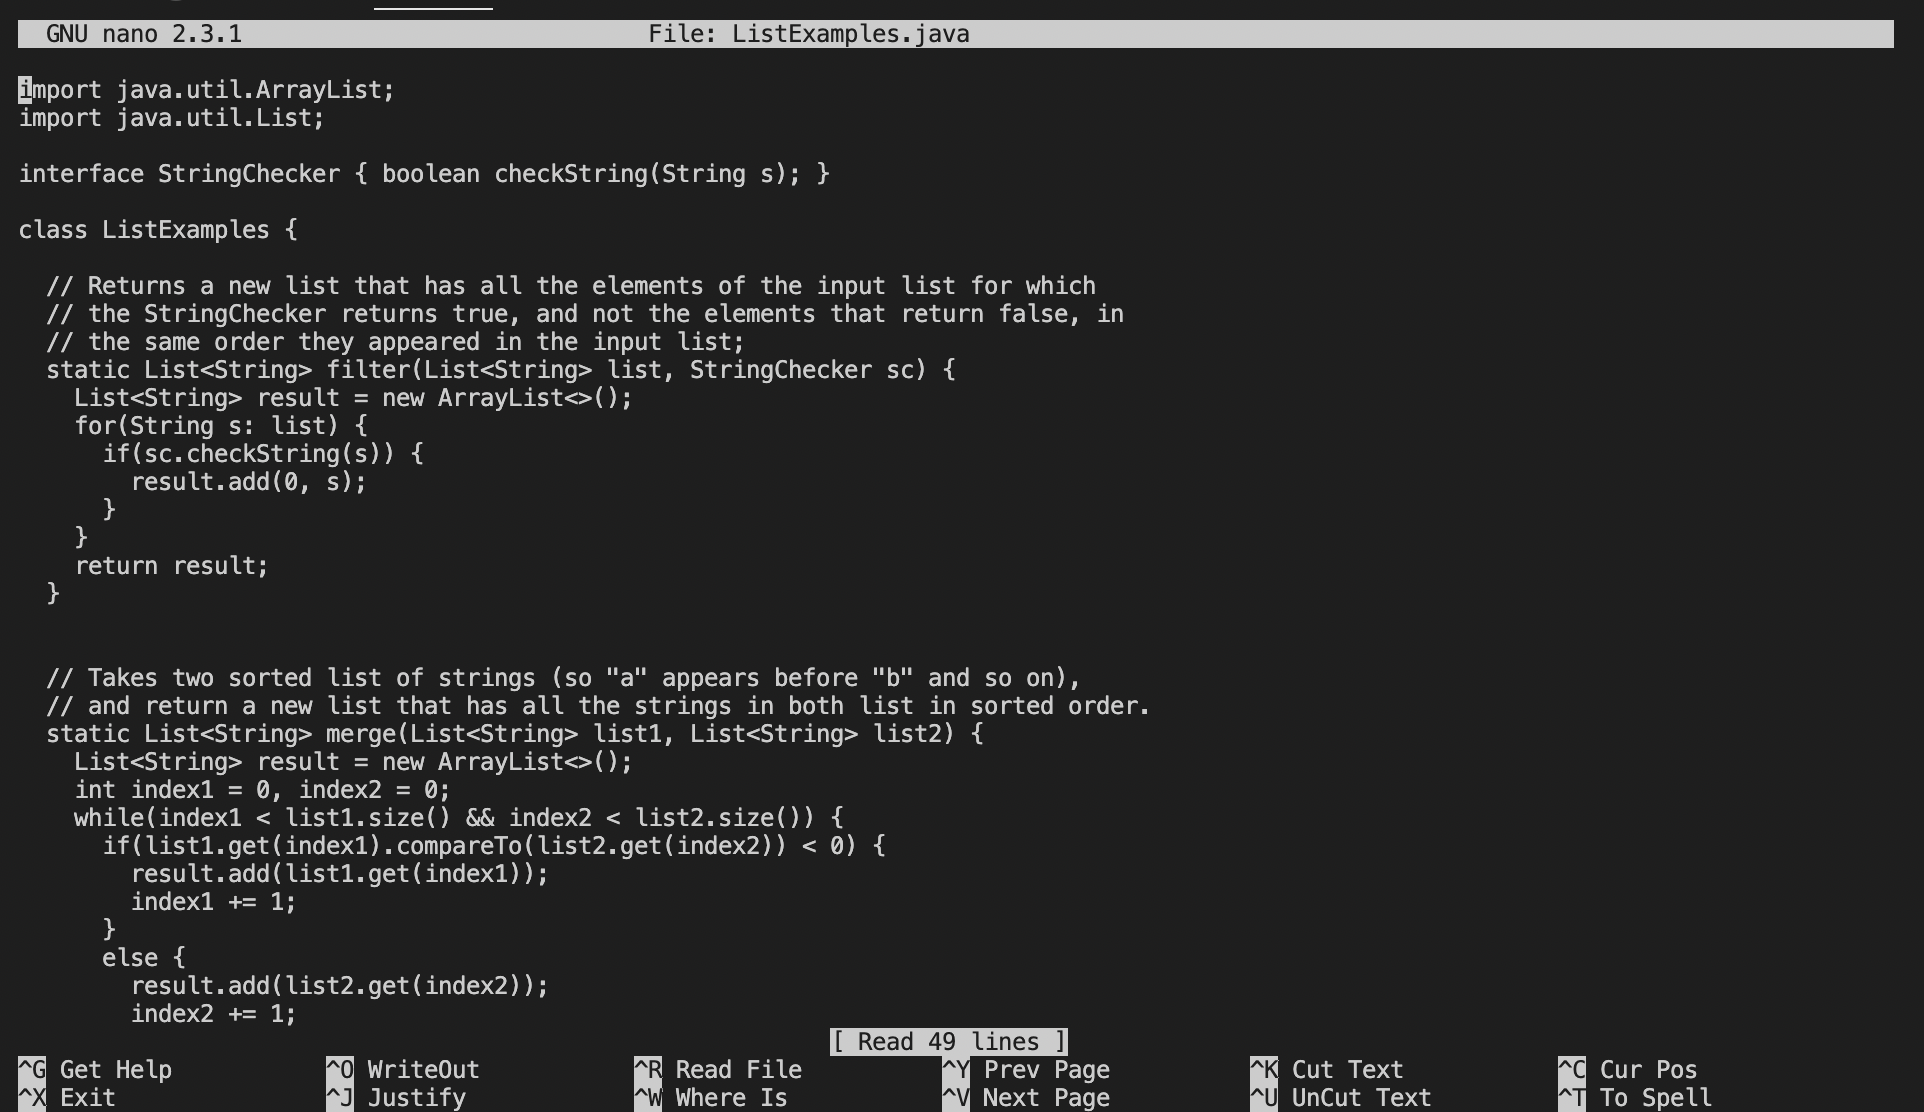 GNU nano 2.3.1 File: ListExamples.java
import java.util.ArrayList;
import java.util.List;
interface StringChecker { boolean checkString(String s); }
class ListExamples {
  // Returns a new list that has all the elements of the input list for which
  // the StringChecker returns true, and not the elements that return false, in
  // the same order they appeared in the input list;
  static List<String> filter(List<String> list, StringChecker sc) {
    List<String> result = new ArrayList<>();
    for(String s: list) {
      if(sc.checkString(s)) {
        result.add(0, s);
      }
    }
    return result;
  }
  // Takes two sorted list of strings (so "a" appears before "b" and so on),
  // and return a new list that has all the strings in both list in sorted order.
  static List<String> merge(List<String> list1, List<String> list2) {
    List<String> result = new ArrayList<>();
    int index1 = 0, index2 = 0;
    while(index1 < list1.size() && index2 < list2.size()) {
      if(list1.get(index1).compareTo(list2.get(index2)) < 0) {
        result.add(list1.get(index1));
        index1 += 1;
      }
      else {
        result.add(list2.get(index2));
        index2 += 1;
[ Read 49 lines ]
^G Get Help ^O WriteOut ^R Read File ^Y Prev Page ^K Cut Text ^C Cur Pos
^X Exit ^J Justify ^W Where Is ^V Next Page ^U UnCut Text ^T To Spell